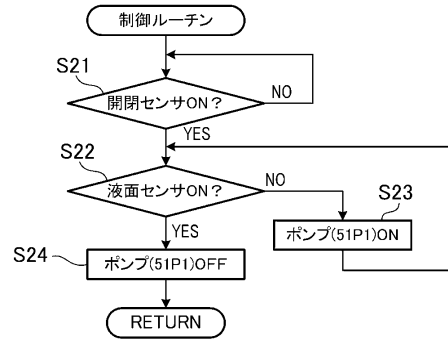 制御ルーチン
S21
開閉センサON?
NO
YES
S22
液面センサON?
NO
S23
YES
ポンプ(51P1)ON
S24
ポンプ(51P1)OFF
RETURN